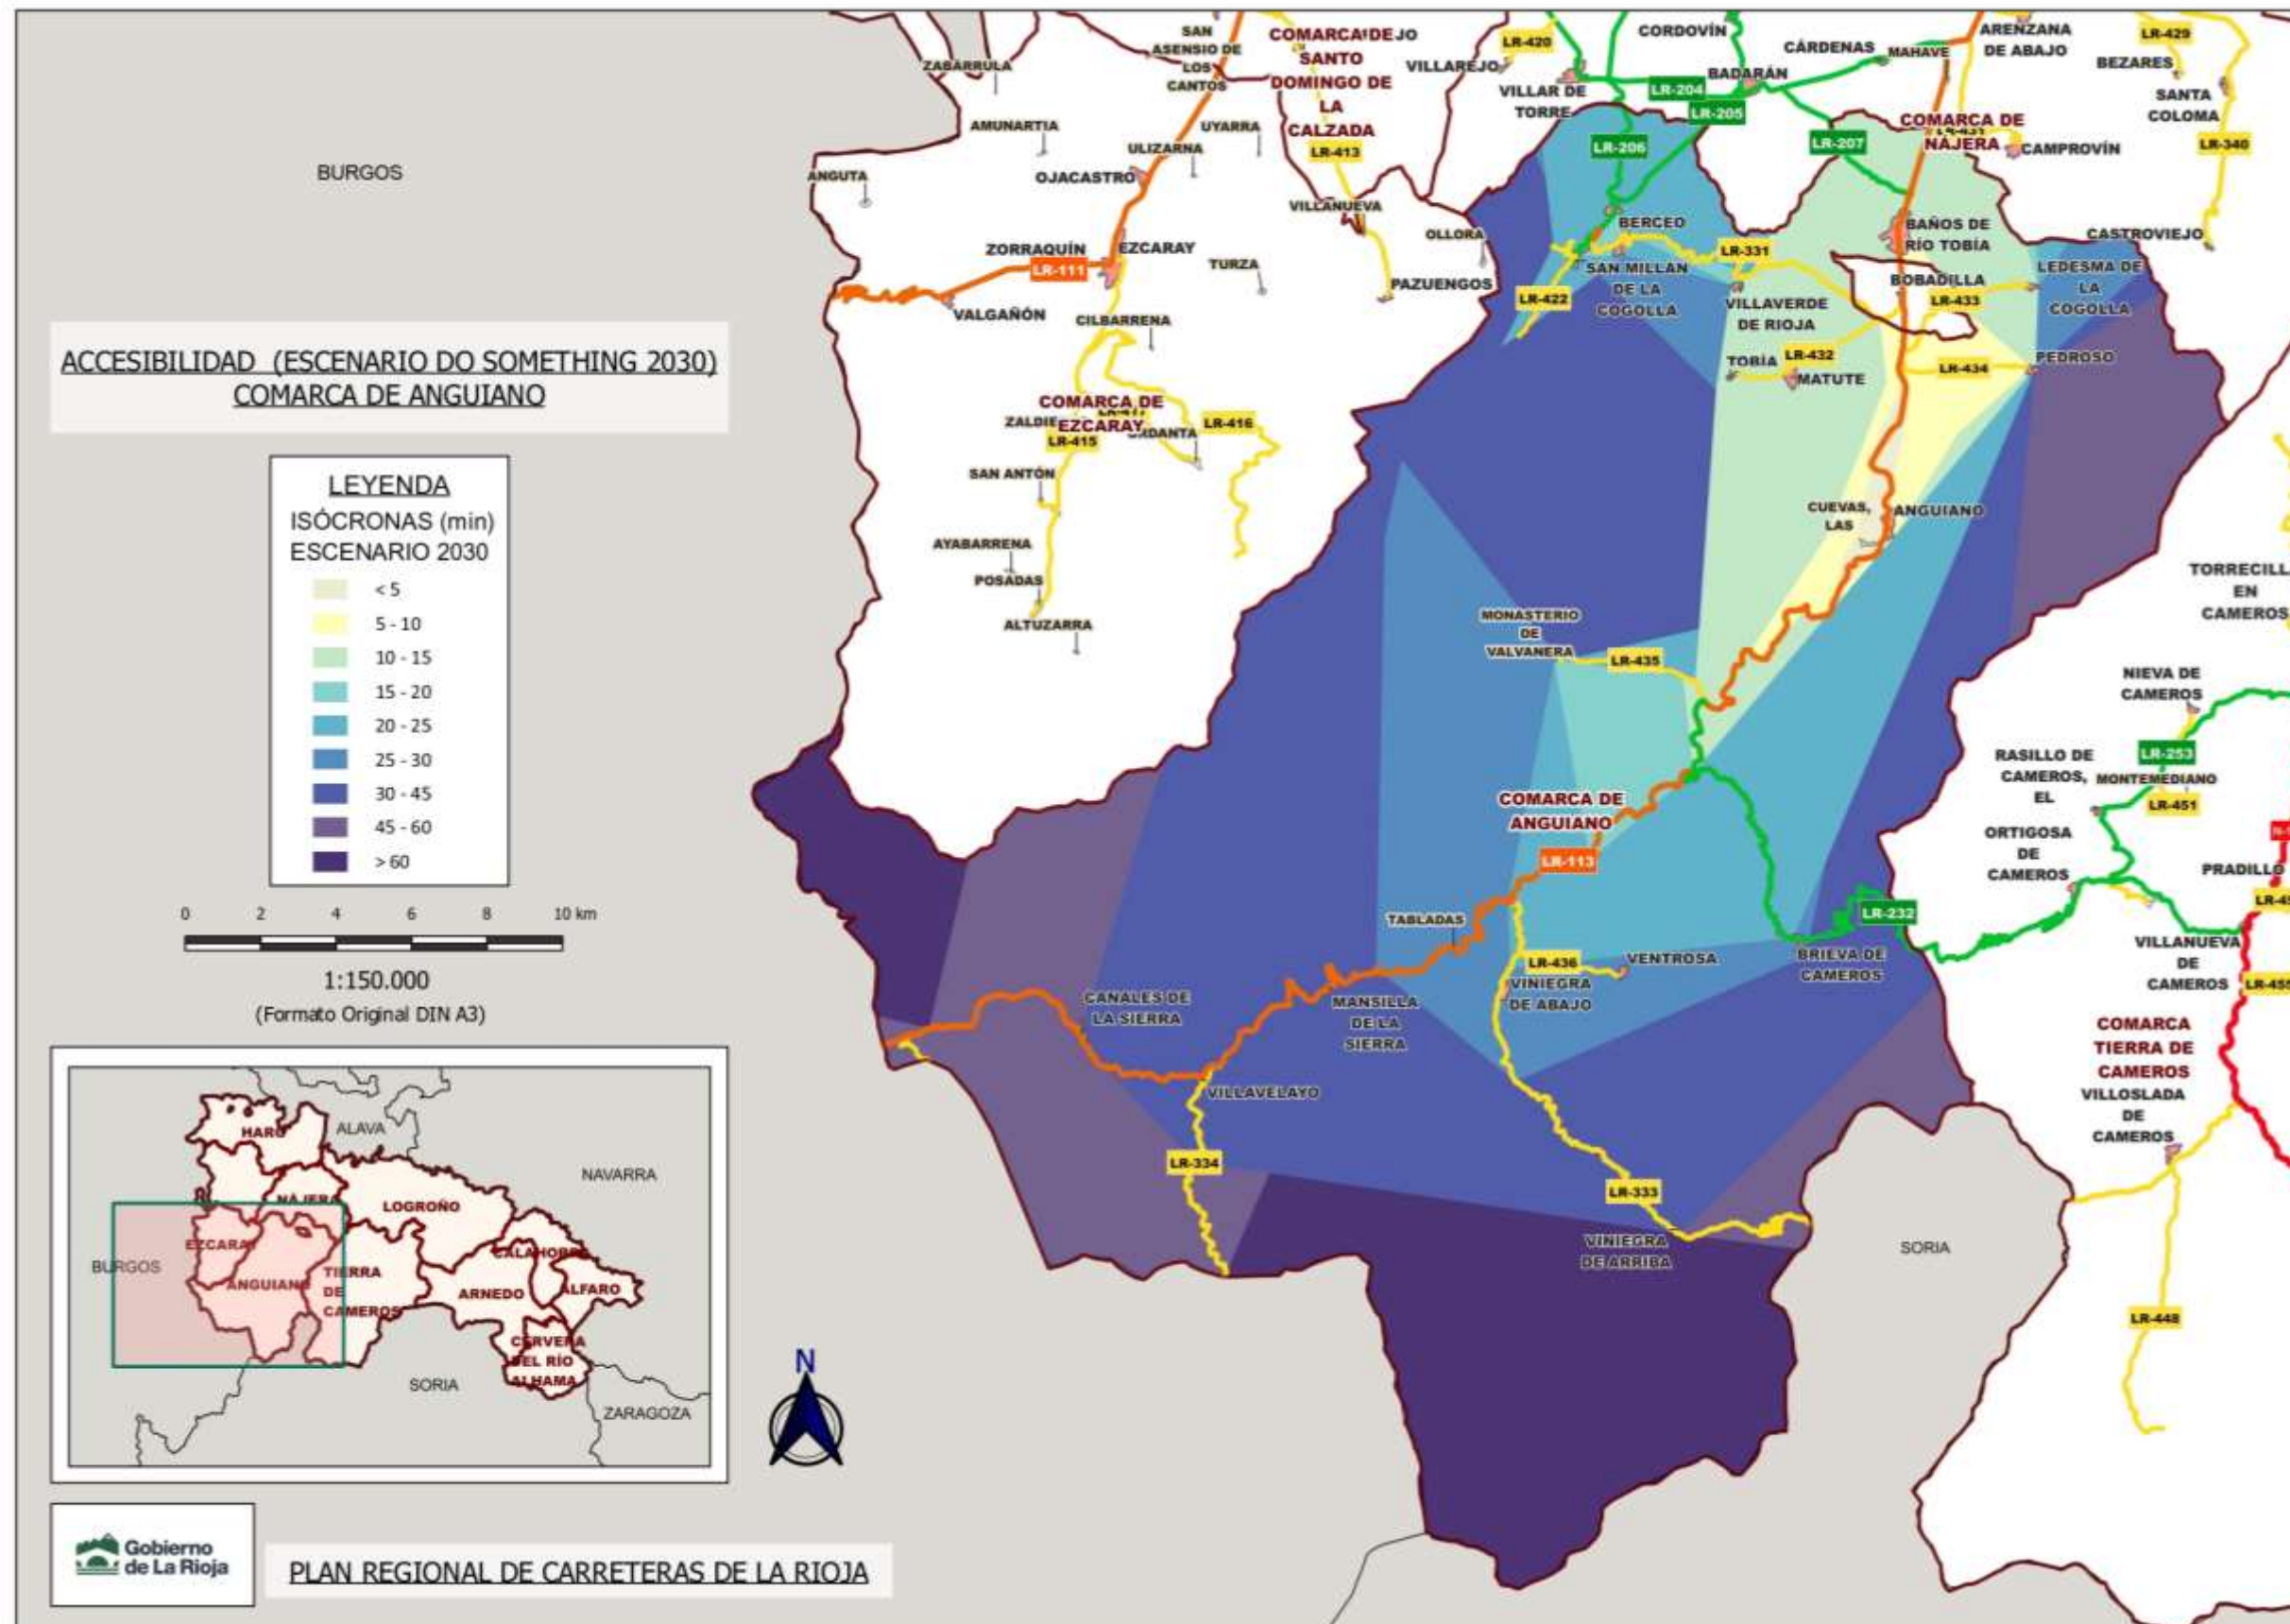 BURGOS
ACCESIBILIDAD (ESCENARIO DO SOMETHING 2030)
COMARCA DE ANGUIANO
LEYENDA
ISÓCRONAS (min)
ESCENARIO 2030
< 5
5 - 10
10 - 15
15 - 20
20 - 25
25 - 30
30 - 45
45 - 60
> 60
0 2 4 6 8 10 km
1:150.000
(Formato Original DIN A3)
HARO
ALAVA
NAVARRA
NÁJERA
LOGROÑO
EZCARAY
CALAHORRA
BURGOS
ANGUIANO
TIERRA
DE
CAMEROS
ARNEDO
ALFARO
CERVERA
DEL RÍO
ALHAMA
SORIA
ZARAGOZA
N
Gobierno
de La Rioja
PLAN REGIONAL DE CARRETERAS DE LA RIOJA
ZABÁRRULA
SAN
ASENSIO DE
LOS
CANTOS
COMARCA DE
SANTO
DOMINGO DE
LA
CALZADA
LR-413
AMUNARTIA
UYARRA
ULIZARNA
OJACASTRO
ANGUTA
VILLANUEVA
ZORRAQUÍN
EZCARAY
LR-111
TURZA
OLLORA
PAZUENGOS
VALGAÑÓN
CILBARRENA
COMARCA DE
EZCARAY
LR-415
LR-416
SAN ANTÓN
AYABARRENA
POSADAS
ALTUZARRA
LR-420
VILLAREJO
VILLAR DE
TORRE
CORDOVÍN
CÁRDENAS
MAHAVE
ARENZANA
DE ABAJO
LR-429
BEZARES
BADARÁN
LR-204
LR-205
SANTA
COLOMA
LR-206
LR-207
COMARCA DE
NÁJERA
CAMPROVÍN
LR-340
BERCEO
BAÑOS DE
RÍO TOBÍA
CASTROVIEJO
LR-331
SAN MILLÁN
DE LA
COGOLLA
LR-422
VILLAVERDE
DE RIOJA
BOBADILLA
LR-433
LEDESMA DE
LA
COGOLLA
TOBÍA
LR-432
MATUTE
LR-434
PEDROSO
CUEVAS,
LAS
ANGUIANO
MONASTERIO
DE
VALVANERA
LR-435
TORRECILL
EN
CAMEROS
NIEVA DE
CAMEROS
LR-253
RASILLO DE
CAMEROS,
EL
MONTEMEDIANO
LR-451
COMARCA DE
ANGUIANO
LR-113
ORTIGOSA
DE
CAMEROS
PRADILLO
TABLADAS
LR-232
LR-436
VENTROSA
VINIEGRA
DE ABAJO
BRIEVA DE
CAMEROS
VILLANUEVA
DE
CAMEROS
LR-455
CANALES DE
LA SIERRA
MANSILLA
DE LA
SIERRA
COMARCA
TIERRA DE
CAMEROS
VILLAVELAYO
VILLOSLADA
DE
CAMEROS
LR-334
LR-333
VINIEGRA
DE ARRIBA
SORIA
LR-448